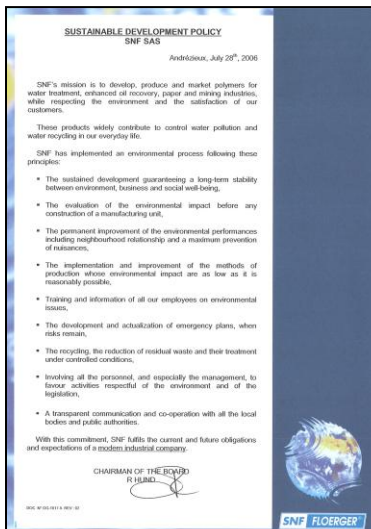 SUSTAINABLE DEVELOPMENT POLICY
SNF SAS
Andrézieux, July 28th, 2006
SNF's mission is to develop, produce and market polymers for
water treatment, enhanced oil recovery, paper and mining industries,
while respecting the environment and the satisfaction of our
customers.
These products widely contribute to control water pollution and
water recycling in our everyday life.
SNF has implemented an environmental process following these
principles:
• The sustained development guaranteeing a long-term stability
between environment, business and social well-being,
• The evaluation of the environmental impact before any
construction of a manufacturing unit,
• The permanent improvement of the environmental performances
including neighbourhood relationship and a maximum prevention
of nuisances,
• The implementation and improvement of the methods of
production whose environmental impact are as low as it is
reasonably possible,
• Training and information of all our employees on environmental
issues,
• The development and actualization of emergency plans, when
risks remain,
• The recycling, the reduction of residual waste and their treatment
under controlled conditions,
• Involving all the personnel, and especially the management, to
favour activities respectful of the environment and of the
legislation,
• A transparent communication and co-operation with all the local
bodies and public authorities.
With this commitment, SNF fulfils the current and future obligations
and expectations of a modern industrial company.
CHAIRMAN OF THE BOARD
R HUND
SNF FLOERGER